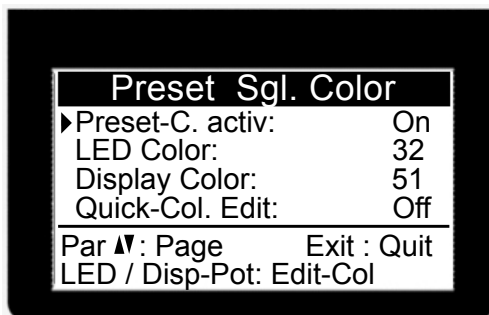 Preset Sgl. Color
Preset-C. activ: On
LED Color: 32
Display Color: 51
Quick-Col. Edit: Off
Par : Page Exit : Quit
LED / Disp-Pot: Edit-Col